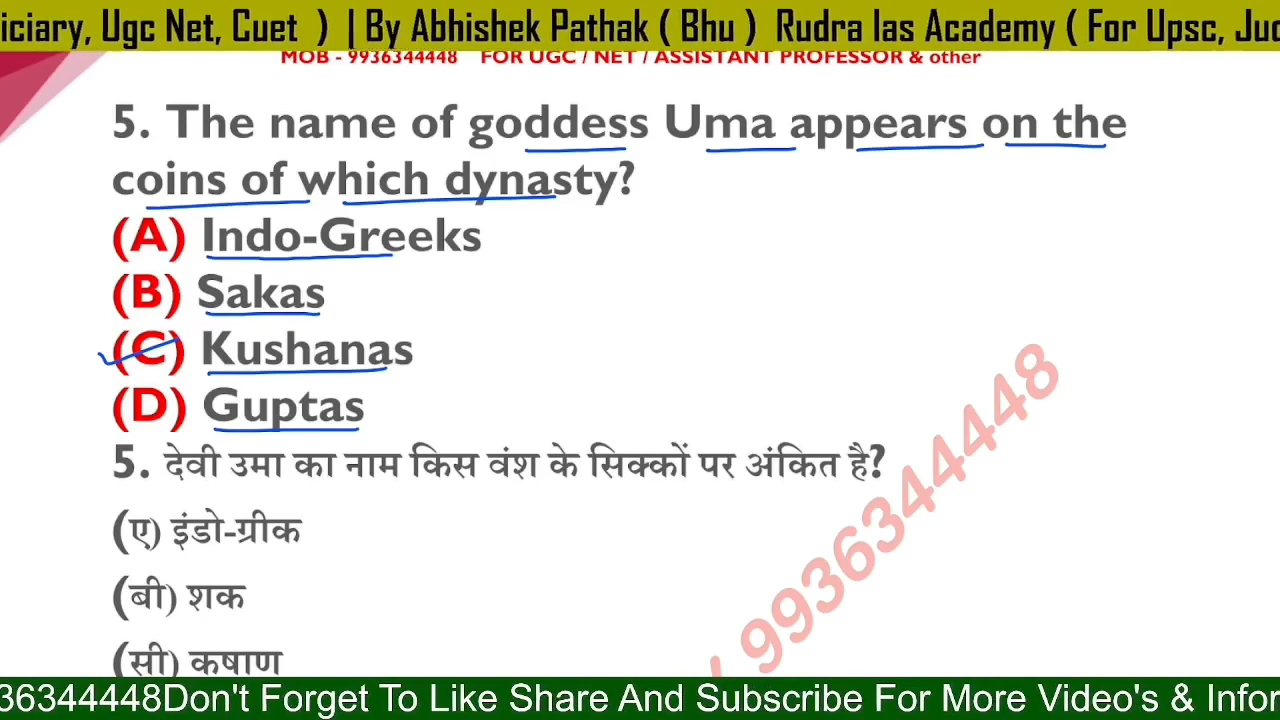 iciary, Ugc Net, Cuet ) | By Abhishek Pathak ( Bhu ) Rudra Ias Academy ( For Upsc, Jud
MOB - 9936344448 FOR UGC / NET / ASSISTANT PROFESSOR & other
5. The name of goddess Uma appears on the
coins of which dynasty?
(A) Indo-Greeks
(B) Sakas
(C) Kushanas
(D) Guptas
5. देवी उमा का नाम किस वंश के सिक्कों पर अंकित है?
(ए) इंडो-ग्रीक
(बी) शक
(सी) कुषाण
9936344448
36344448Don't Forget To Like Share And Subscribe For More Video's & Infor